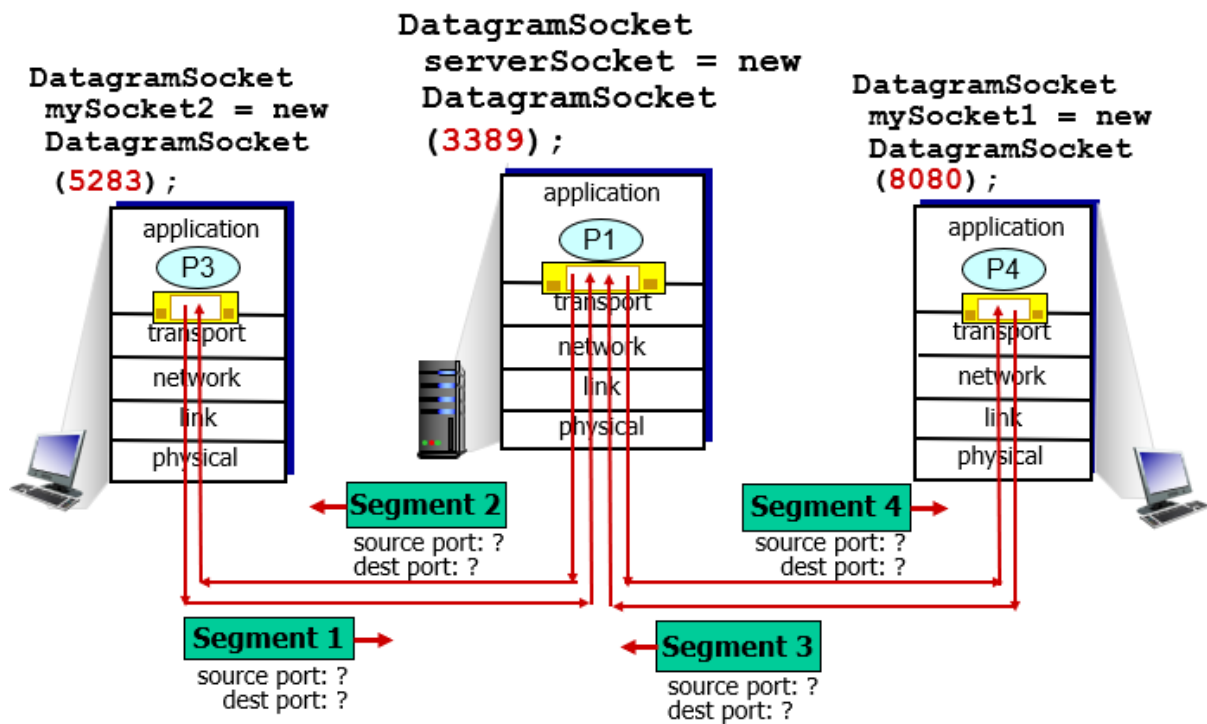 DatagramSocket
serverSocket = new
DatagramSocket
(3389);
DatagramSocket
mySocket2 = new
DatagramSocket
(5283);
DatagramSocket
mySocket1 = new
DatagramSocket
(8080);
application
P3
transport
network
link
physical
application
P1
transport
network
link
physical
application
P4
transport
network
link
physical
Segment 2
source port: ?
dest port: ?
Segment 4
source port: ?
dest port: ?
Segment 1
source port: ?
dest port: ?
Segment 3
source port: ?
dest port: ?